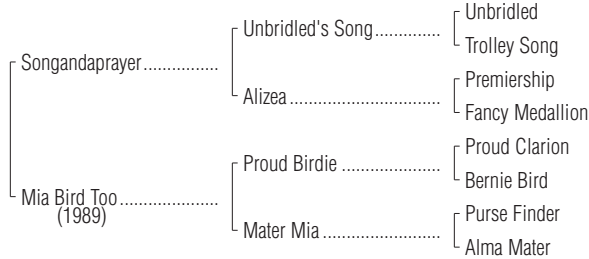 Unbridled
Unbridled's Song..............
Trolley Song
Songandaprayer................
Premiership
Alizea................................
Fancy Medallion
Proud Clarion
Proud Birdie .....................
Bernie Bird
Mia Bird Too.....................
(1989)
Purse Finder
Mater Mia.........................
Alma Mater